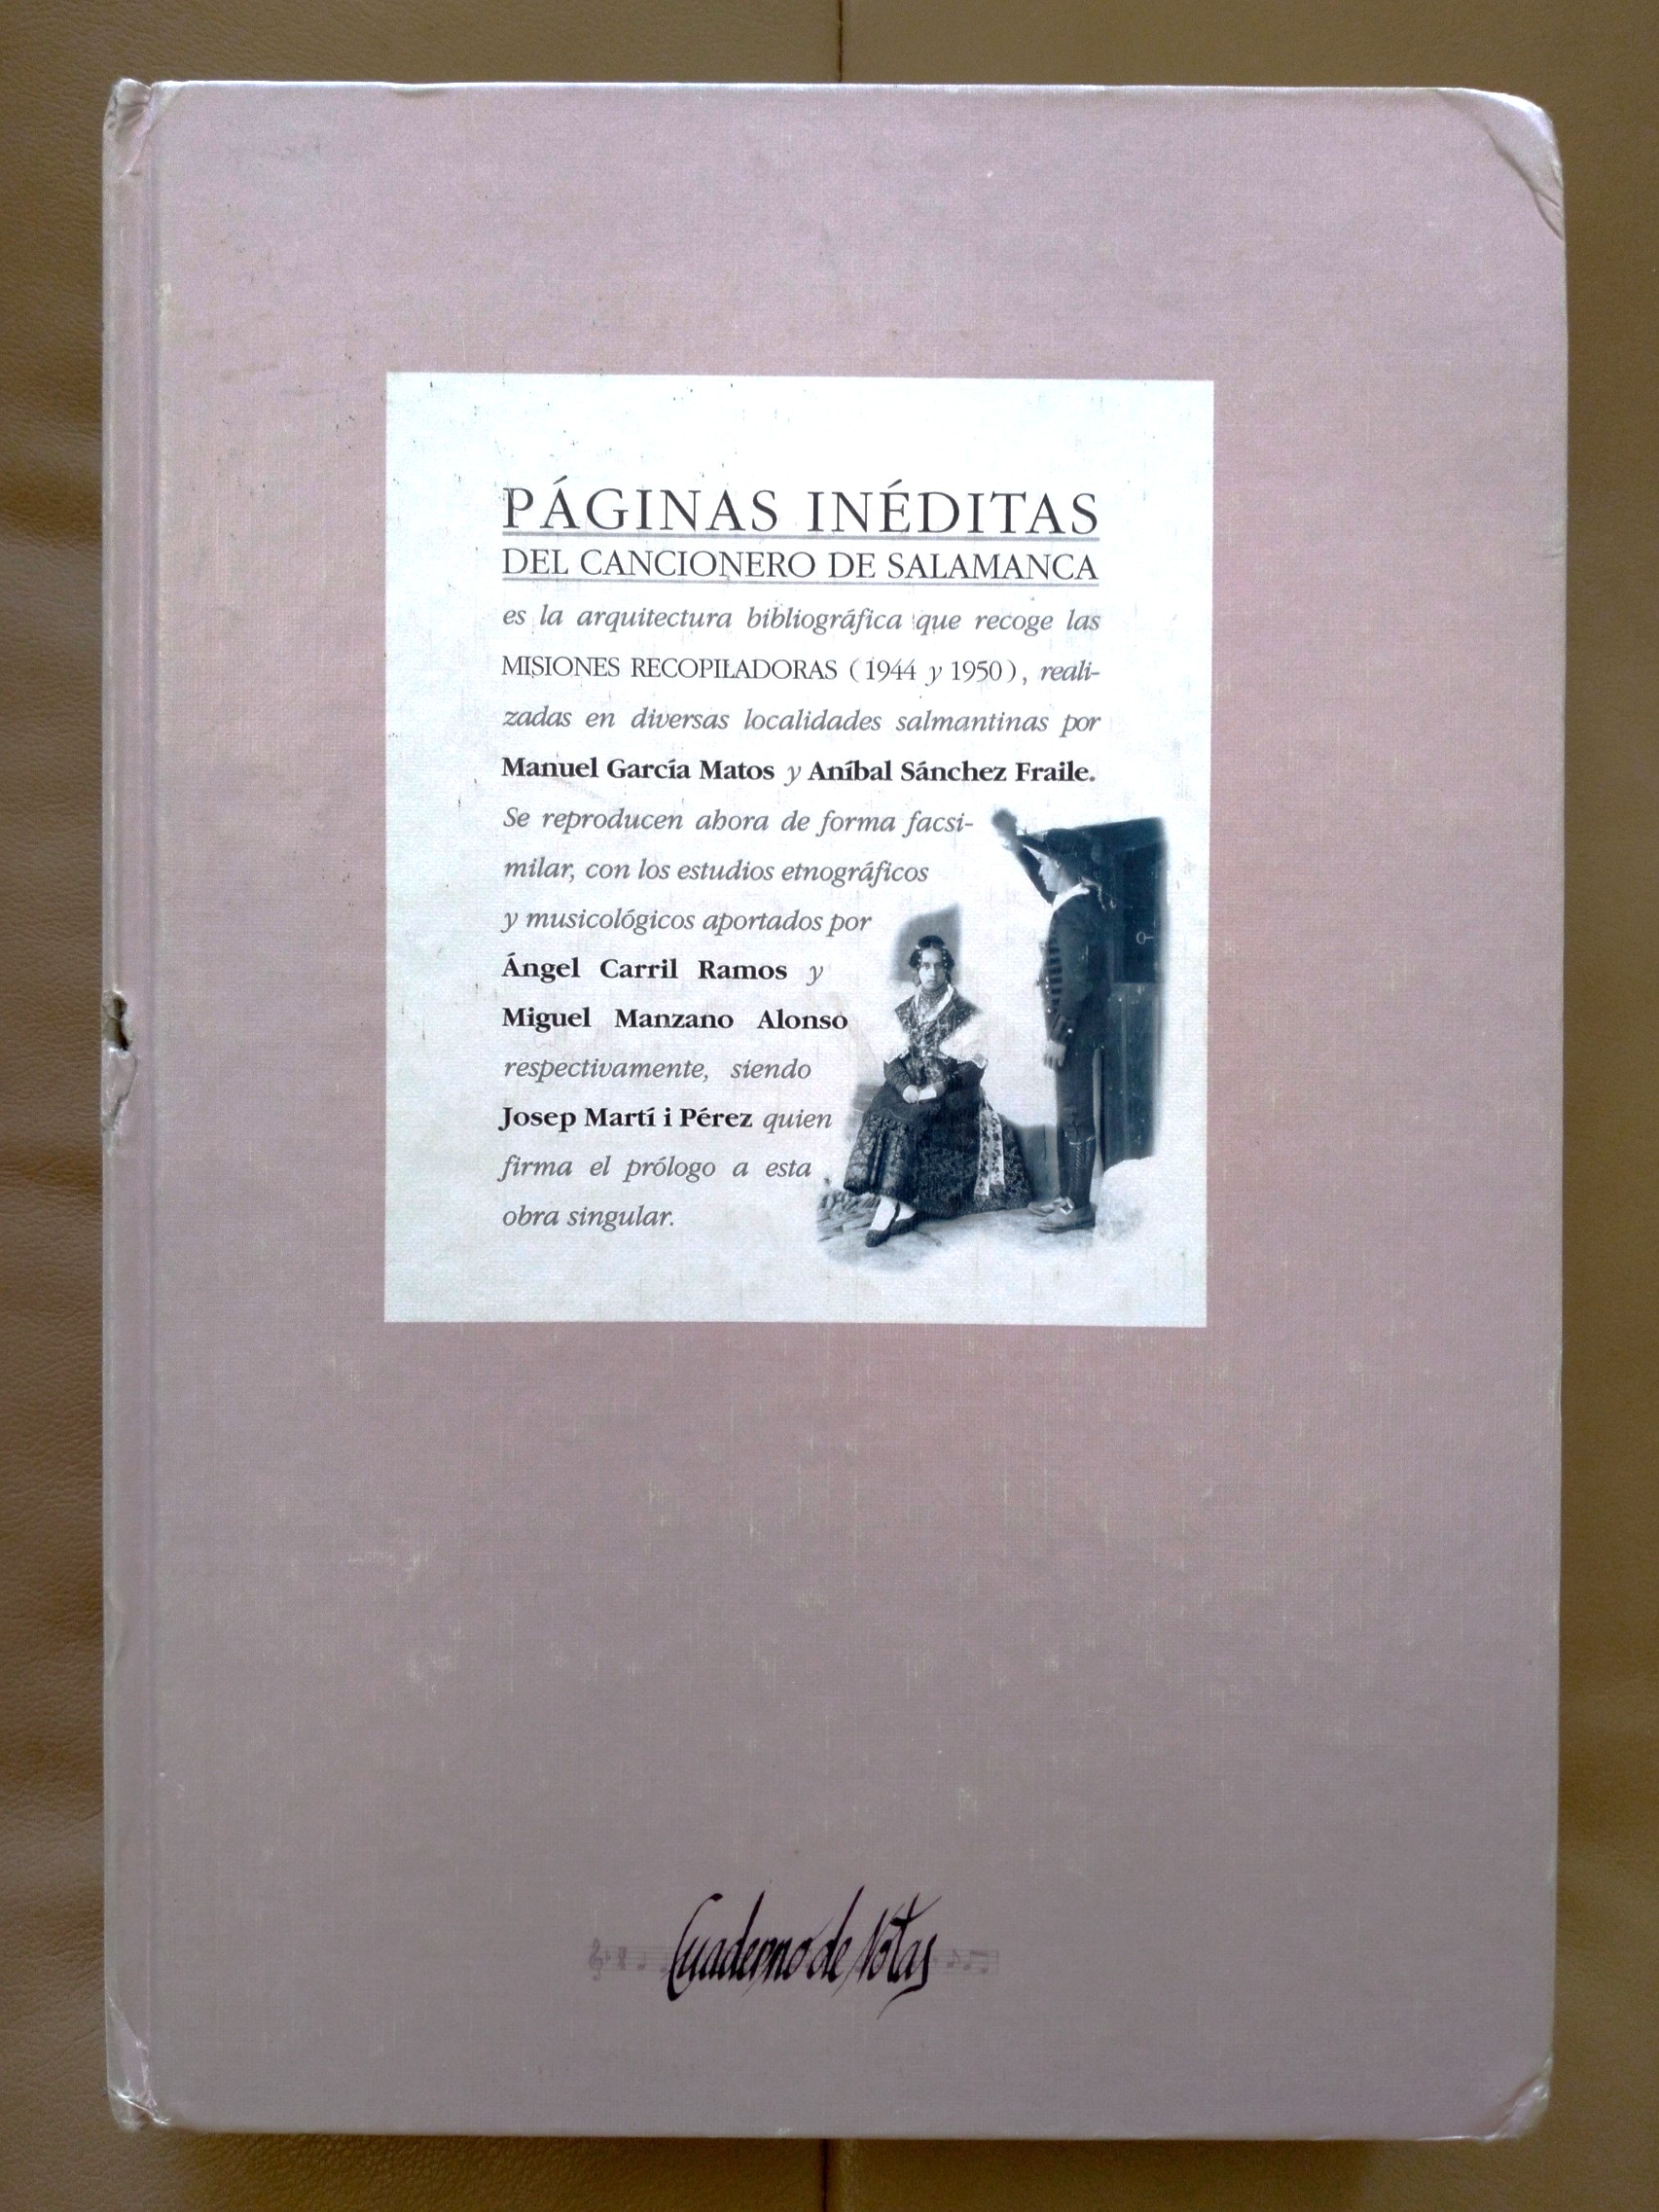 PÁGINAS INÉDITAS
DEL CANCIONERO DE SALAMANCA
es la arquitectura bibliográfica que recoge las
MISIONES RECOPILADORAS (1944 y 1950), reali-
zadas en diversas localidades salmantinas por
Manuel García Matos y Aníbal Sánchez Fraile.
Se reproducen ahora de forma facsi-
milar, con los estudios etnográficos
y musicológicos aportados por
Ángel Carril Ramos y
Miguel Manzano Alonso
respectivamente, siendo
Josep Martí i Pérez quien
firma el prólogo a esta
obra singular.
Cuaderno de Notas